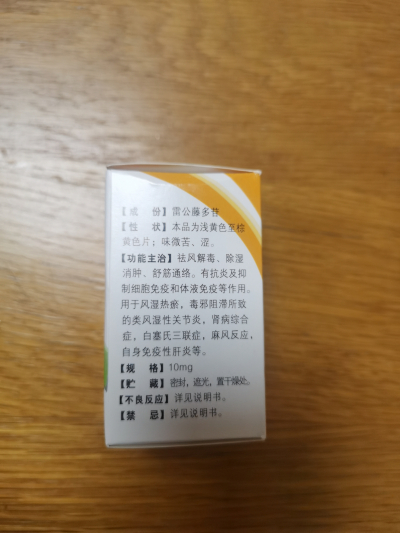 【成　份】雷公藤多苷
【性　状】本品为浅黄色至棕
黄色片；味微苦、涩。
【功能主治】祛风解毒、除湿
消肿、舒筋通络。有抗炎及抑
制细胞免疫和体液免疫等作用。
用于风湿热瘀，毒邪阻滞所致
的类风湿性关节炎，肾病综合
症，白塞氏三联症，麻风反应，
自身免疫性肝炎等。
【规　格】10mg
【贮　藏】密封，遮光，置干燥处。
【不良反应】详见说明书。
【禁　忌】详见说明书。